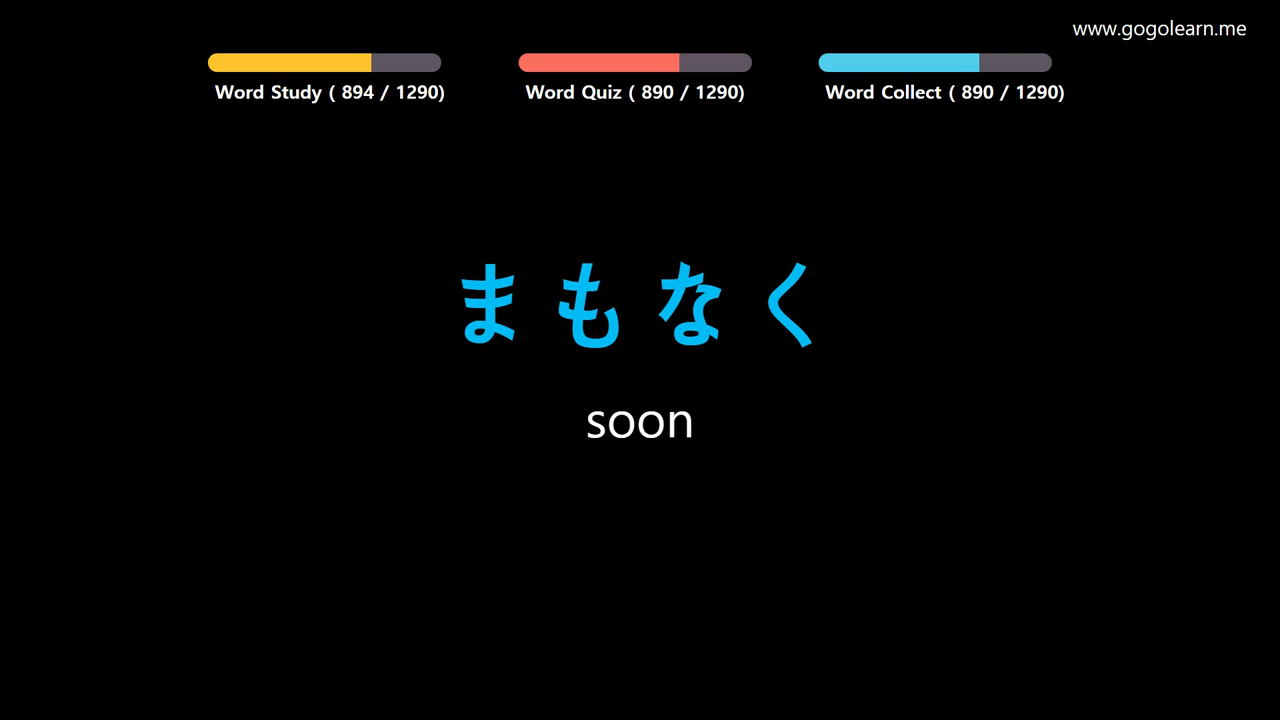 www.gogolearn.me
Word Study ( 894 / 1290)
Word Quiz ( 890 / 1290)
Word Collect ( 890 / 1290)
まもなく
soon